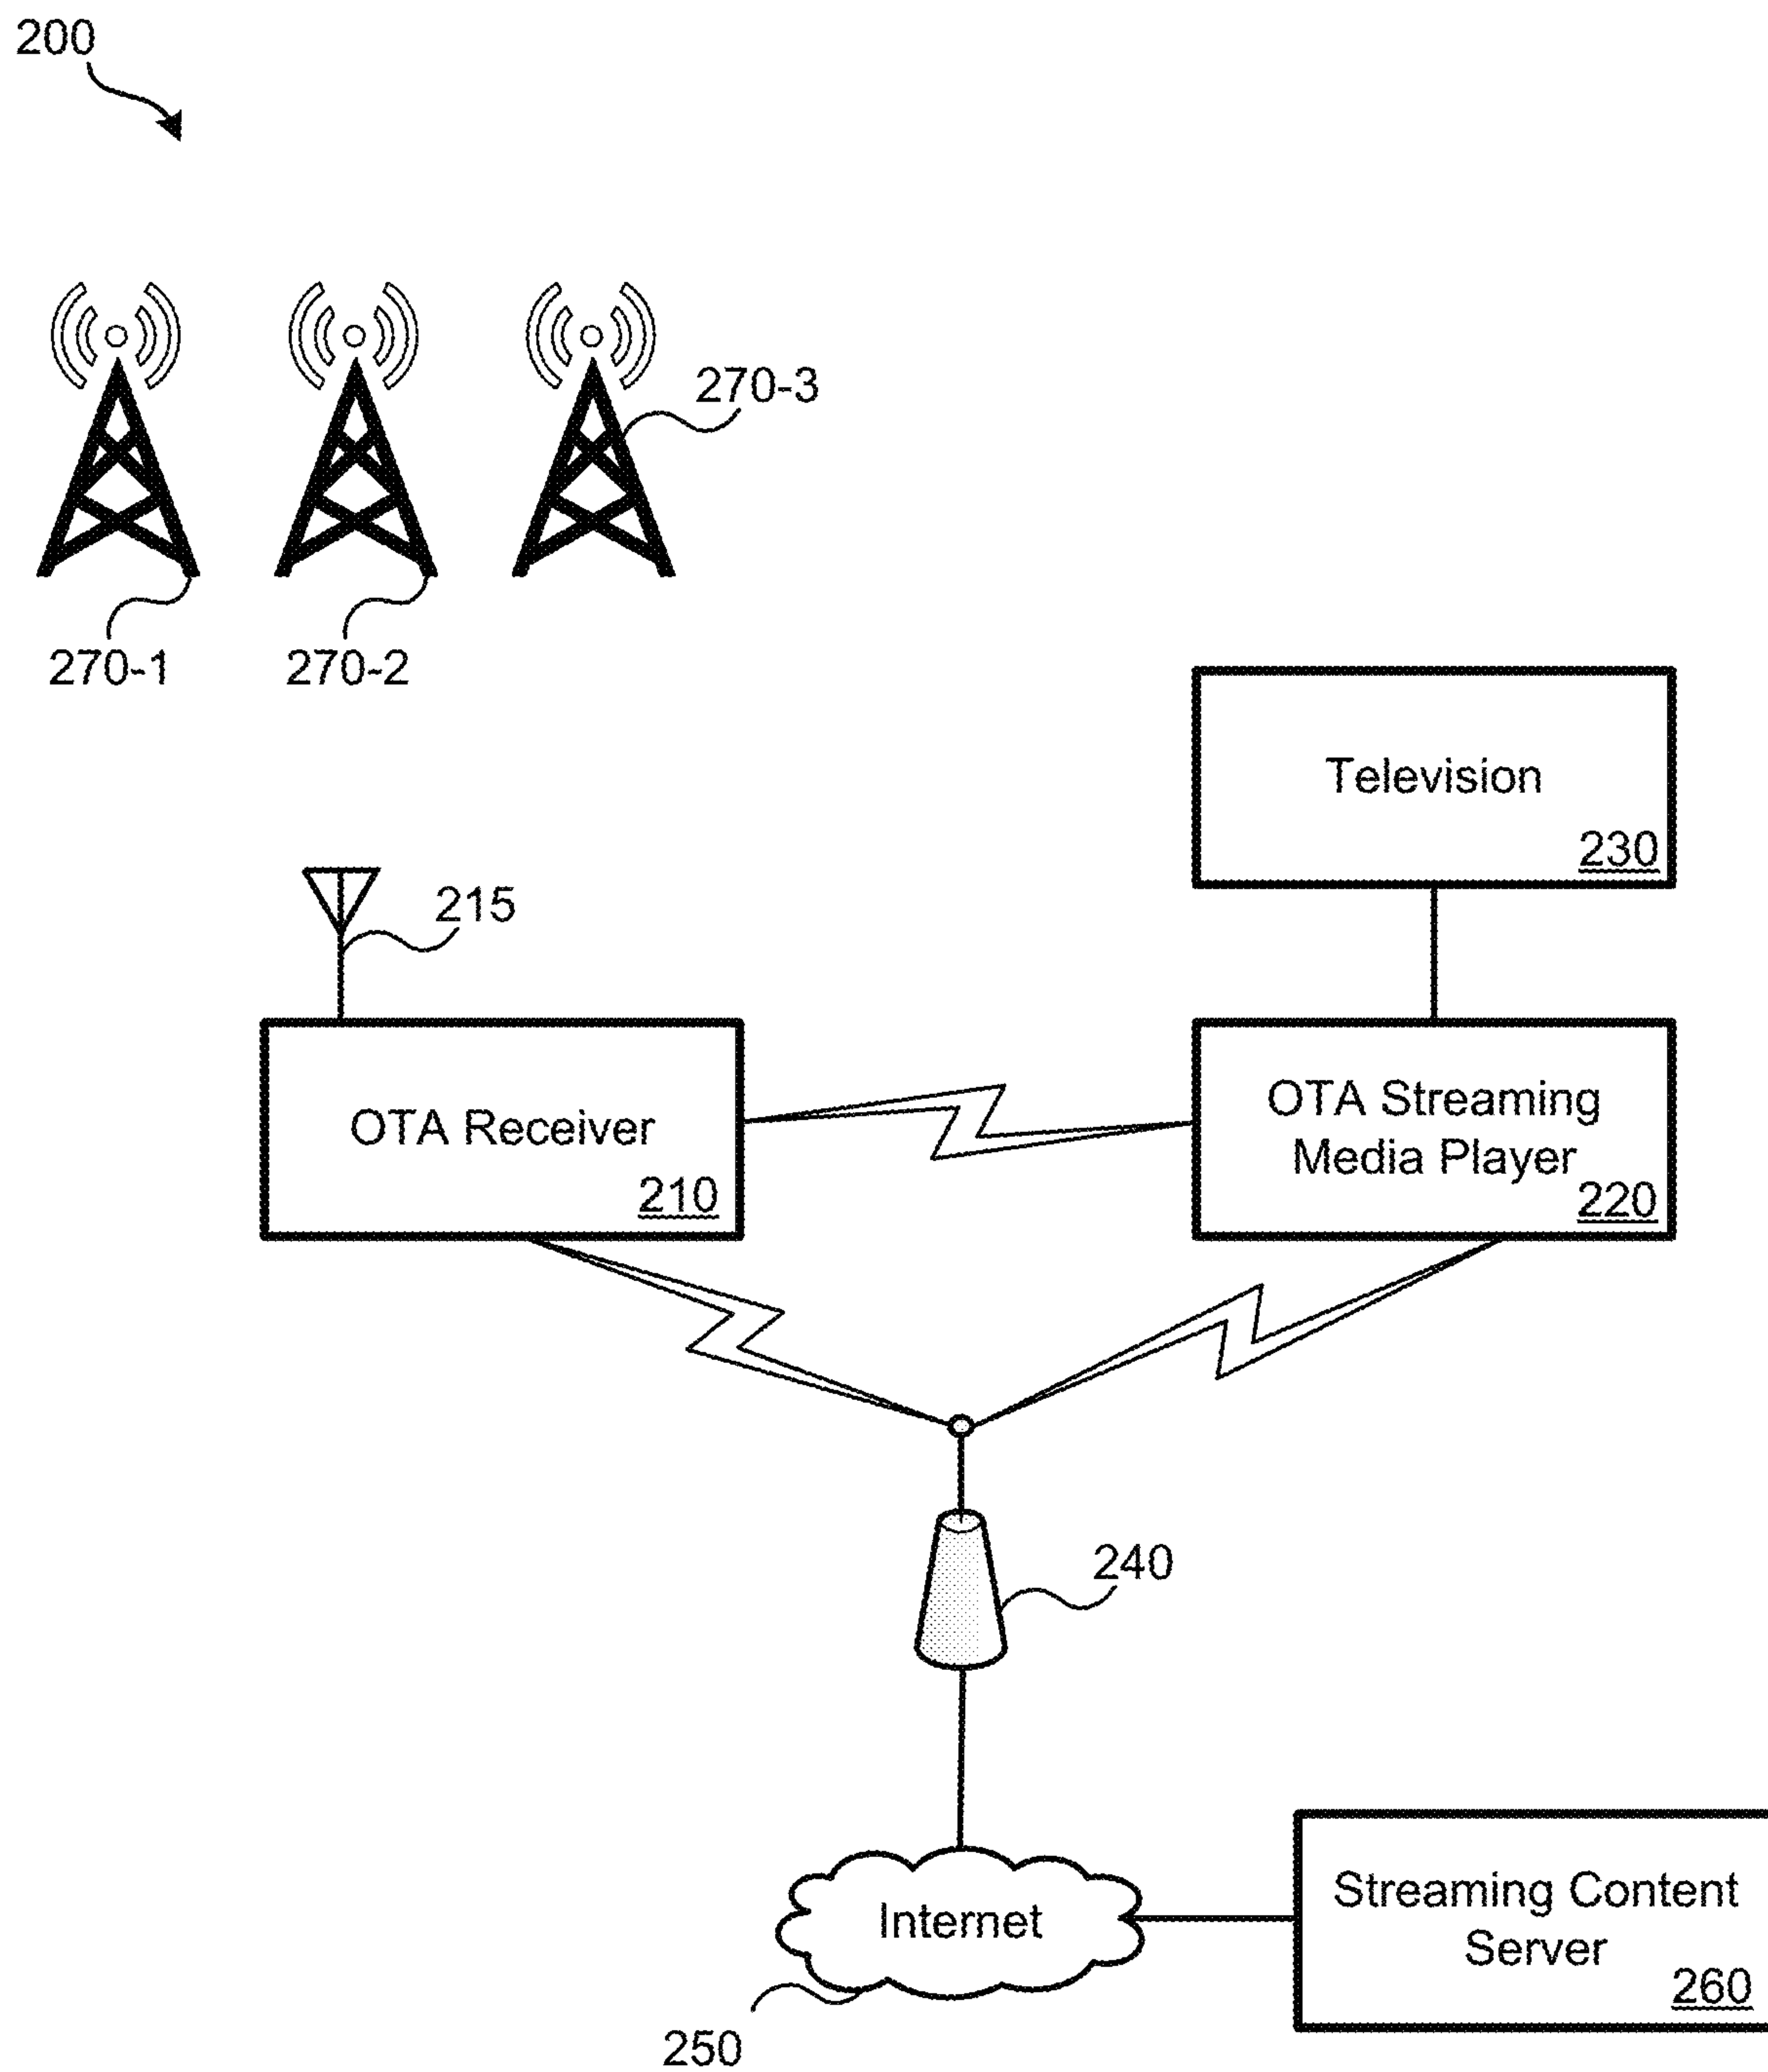 200
270-3
270-1
270-2
Television
230
215
OTA Receiver
210
OTA Streaming
Media Player
220
240
Internet
Streaming Content
Server
260
250